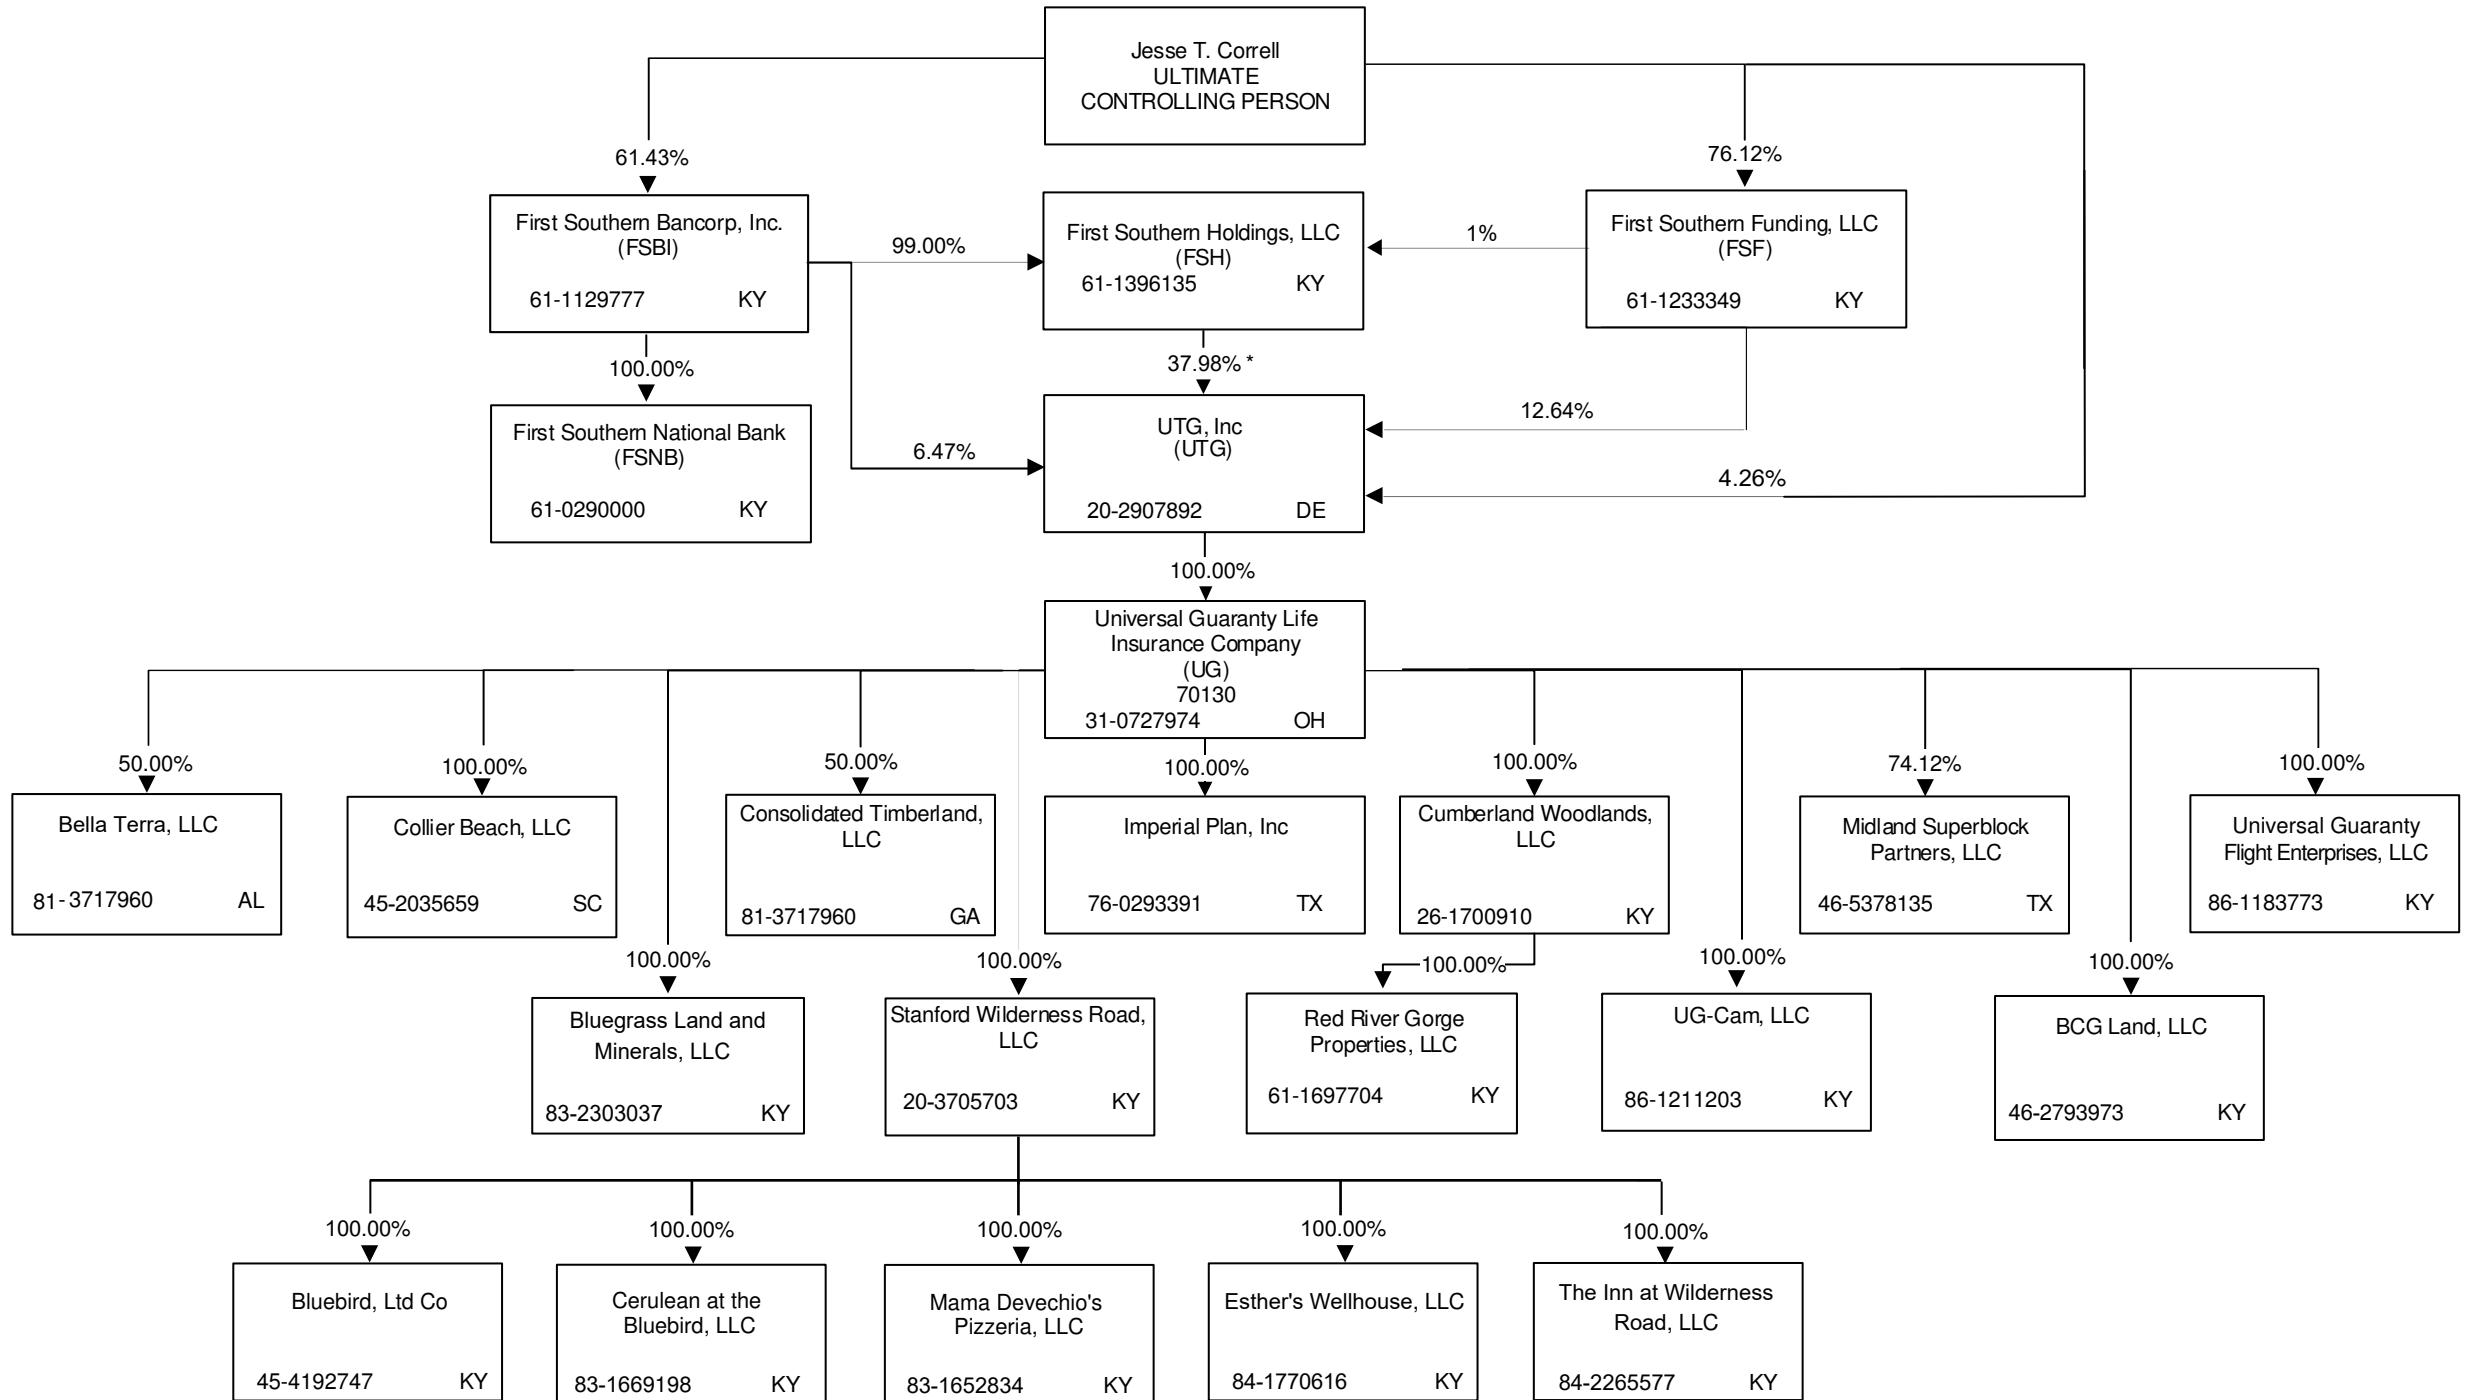 Jesse T. Correll
ULTIMATE
CONTROLLING PERSON
61.43%
76.12%
First Southern Bancorp, Inc.
(FSBI)
61-1129777 KY
99.00%
First Southern Holdings, LLC
(FSH)
61-1396135 KY
1%
First Southern Funding, LLC
(FSF)
61-1233349 KY
100.00%
37.98% *
First Southern National Bank
(FSNB)
61-0290000 KY
6.47%
UTG, Inc
(UTG)
20-2907892 DE
12.64%
4.26%
100.00%
Universal Guaranty Life
Insurance Company
(UG)
70130
31-0727974 OH
50.00%
100.00%
50.00%
100.00%
100.00%
74.12%
100.00%
Bella Terra, LLC
81-3717960 AL
Collier Beach, LLC
45-2035659 SC
Consolidated Timberland,
LLC
81-3717960 GA
Imperial Plan, Inc
76-0293391 TX
Cumberland Woodlands,
LLC
26-1700910 KY
Midland Superblock
Partners, LLC
46-5378135 TX
Universal Guaranty
Flight Enterprises, LLC
86-1183773 KY
100.00%
100.00%
100.00%
100.00%
100.00%
Bluegrass Land and
Minerals, LLC
83-2303037 KY
Stanford Wilderness Road,
LLC
20-3705703 KY
Red River Gorge
Properties, LLC
61-1697704 KY
UG-Cam, LLC
86-1211203 KY
BCG Land, LLC
46-2793973 KY
100.00%
100.00%
100.00%
100.00%
100.00%
Bluebird, Ltd Co
45-4192747 KY
Cerulean at the
Bluebird, LLC
83-1669198 KY
Mama Devechio's
Pizzeria, LLC
83-1652834 KY
Esther's Wellhouse, LLC
84-1770616 KY
The Inn at Wilderness
Road, LLC
84-2265577 KY